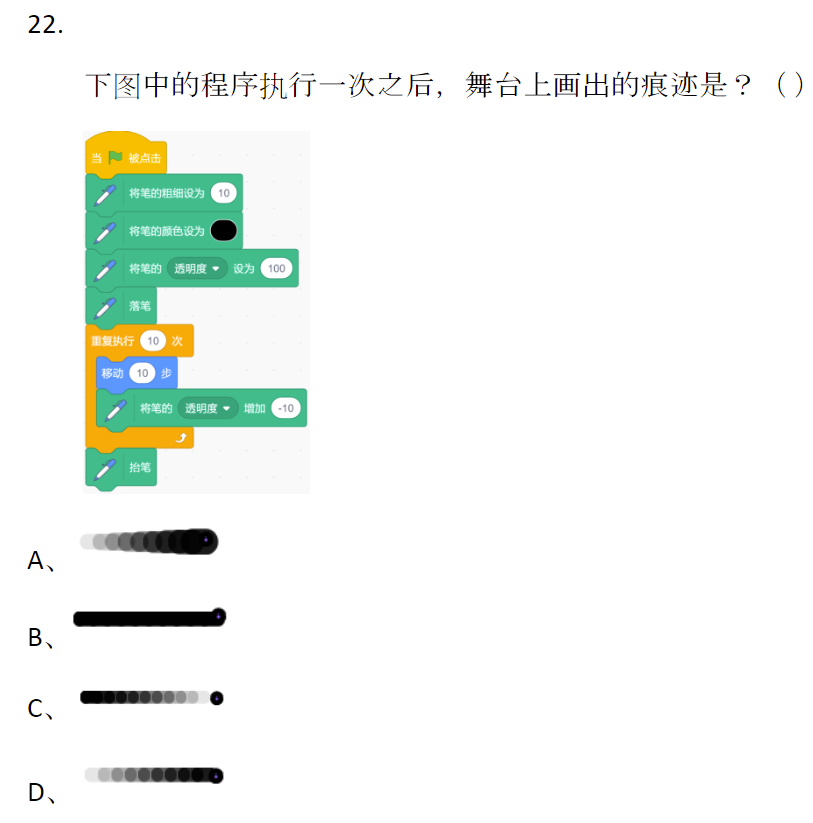 22.
下图中的程序执行一次之后，舞台上画出的痕迹是？（）
当 被点击
将笔的粗细设为 10
将笔的颜色设为
将笔的 透明度 设为 100
落笔
重复执行 10 次
移动 10 步
将笔的 透明度 增加 -10
抬笔
A、
B、
C、
D、